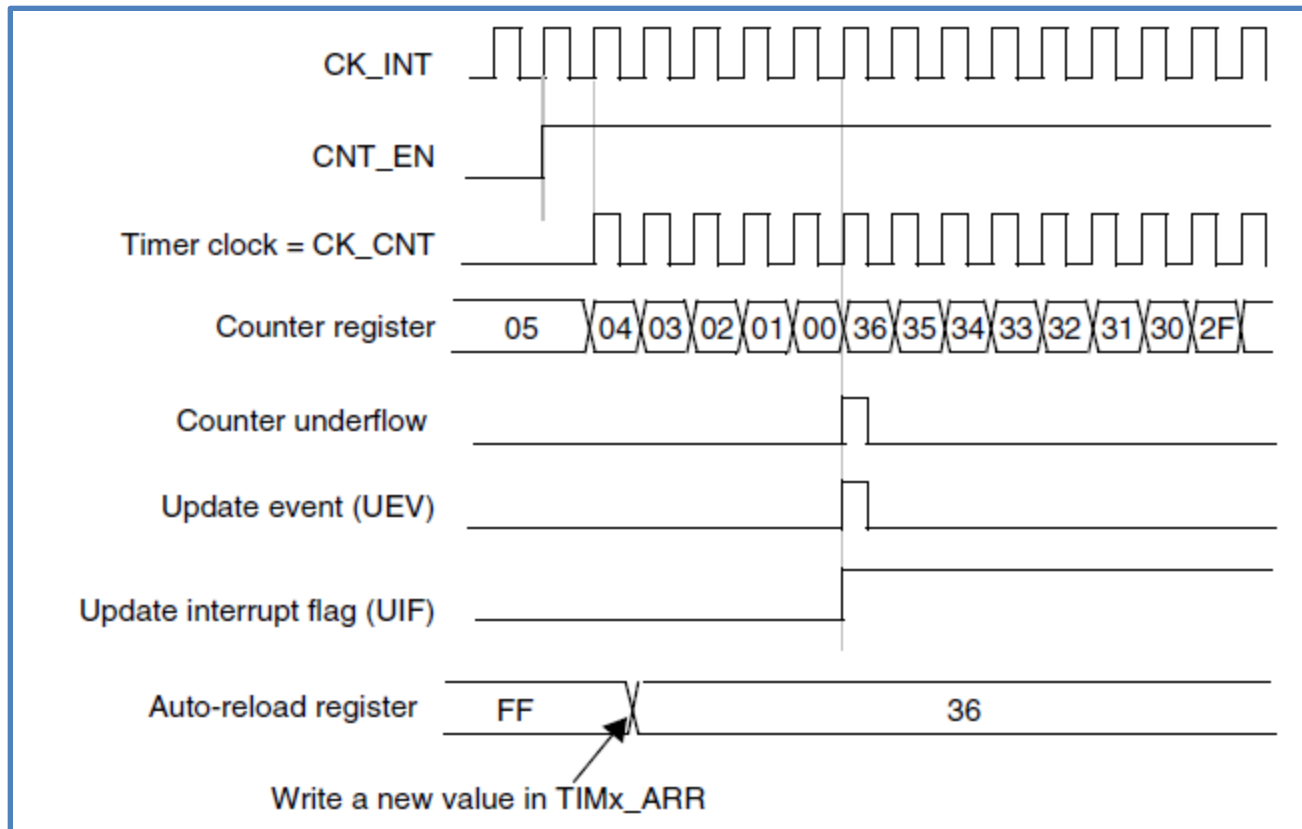 CK_INT
CNT_EN
Timer clock = CK_CNT
Counter register 05 04 03 02 01 00 36 35 34 33 32 31 30 2F
Counter underflow
Update event (UEV)
Update interrupt flag (UIF)
Auto-reload register FF 36
Write a new value in TIMx_ARR